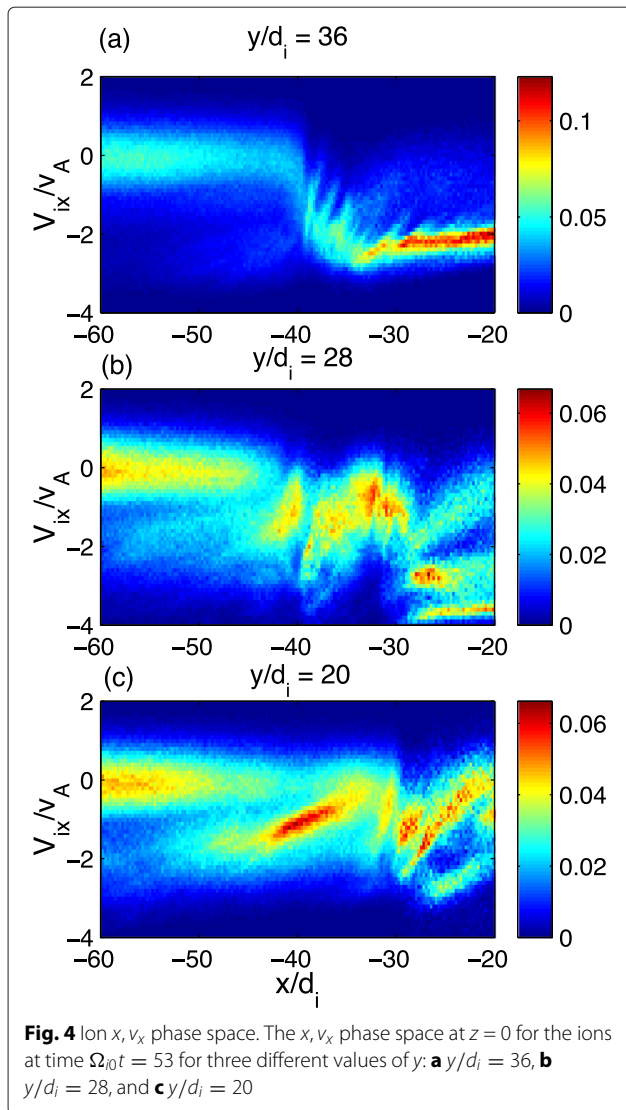 (a)
y/d_i = 36
2
0
−2
−4
V_ix/v_A
−60 −50 −40 −30 −20
0.1
0.05
0
(b)
y/d_i = 28
2
0
−2
−4
V_ix/v_A
−60 −50 −40 −30 −20
0.06
0.04
0.02
0
(c)
y/d_i = 20
2
0
−2
−4
V_ix/v_A
−60 −50 −40 −30 −20
x/d_i
0.06
0.04
0.02
0
Fig. 4 Ion x, v_x phase space. The x, v_x phase space at z = 0 for the ions
at time Ω_i0 t = 53 for three different values of y: a y/d_i = 36, b
y/d_i = 28, and c y/d_i = 20